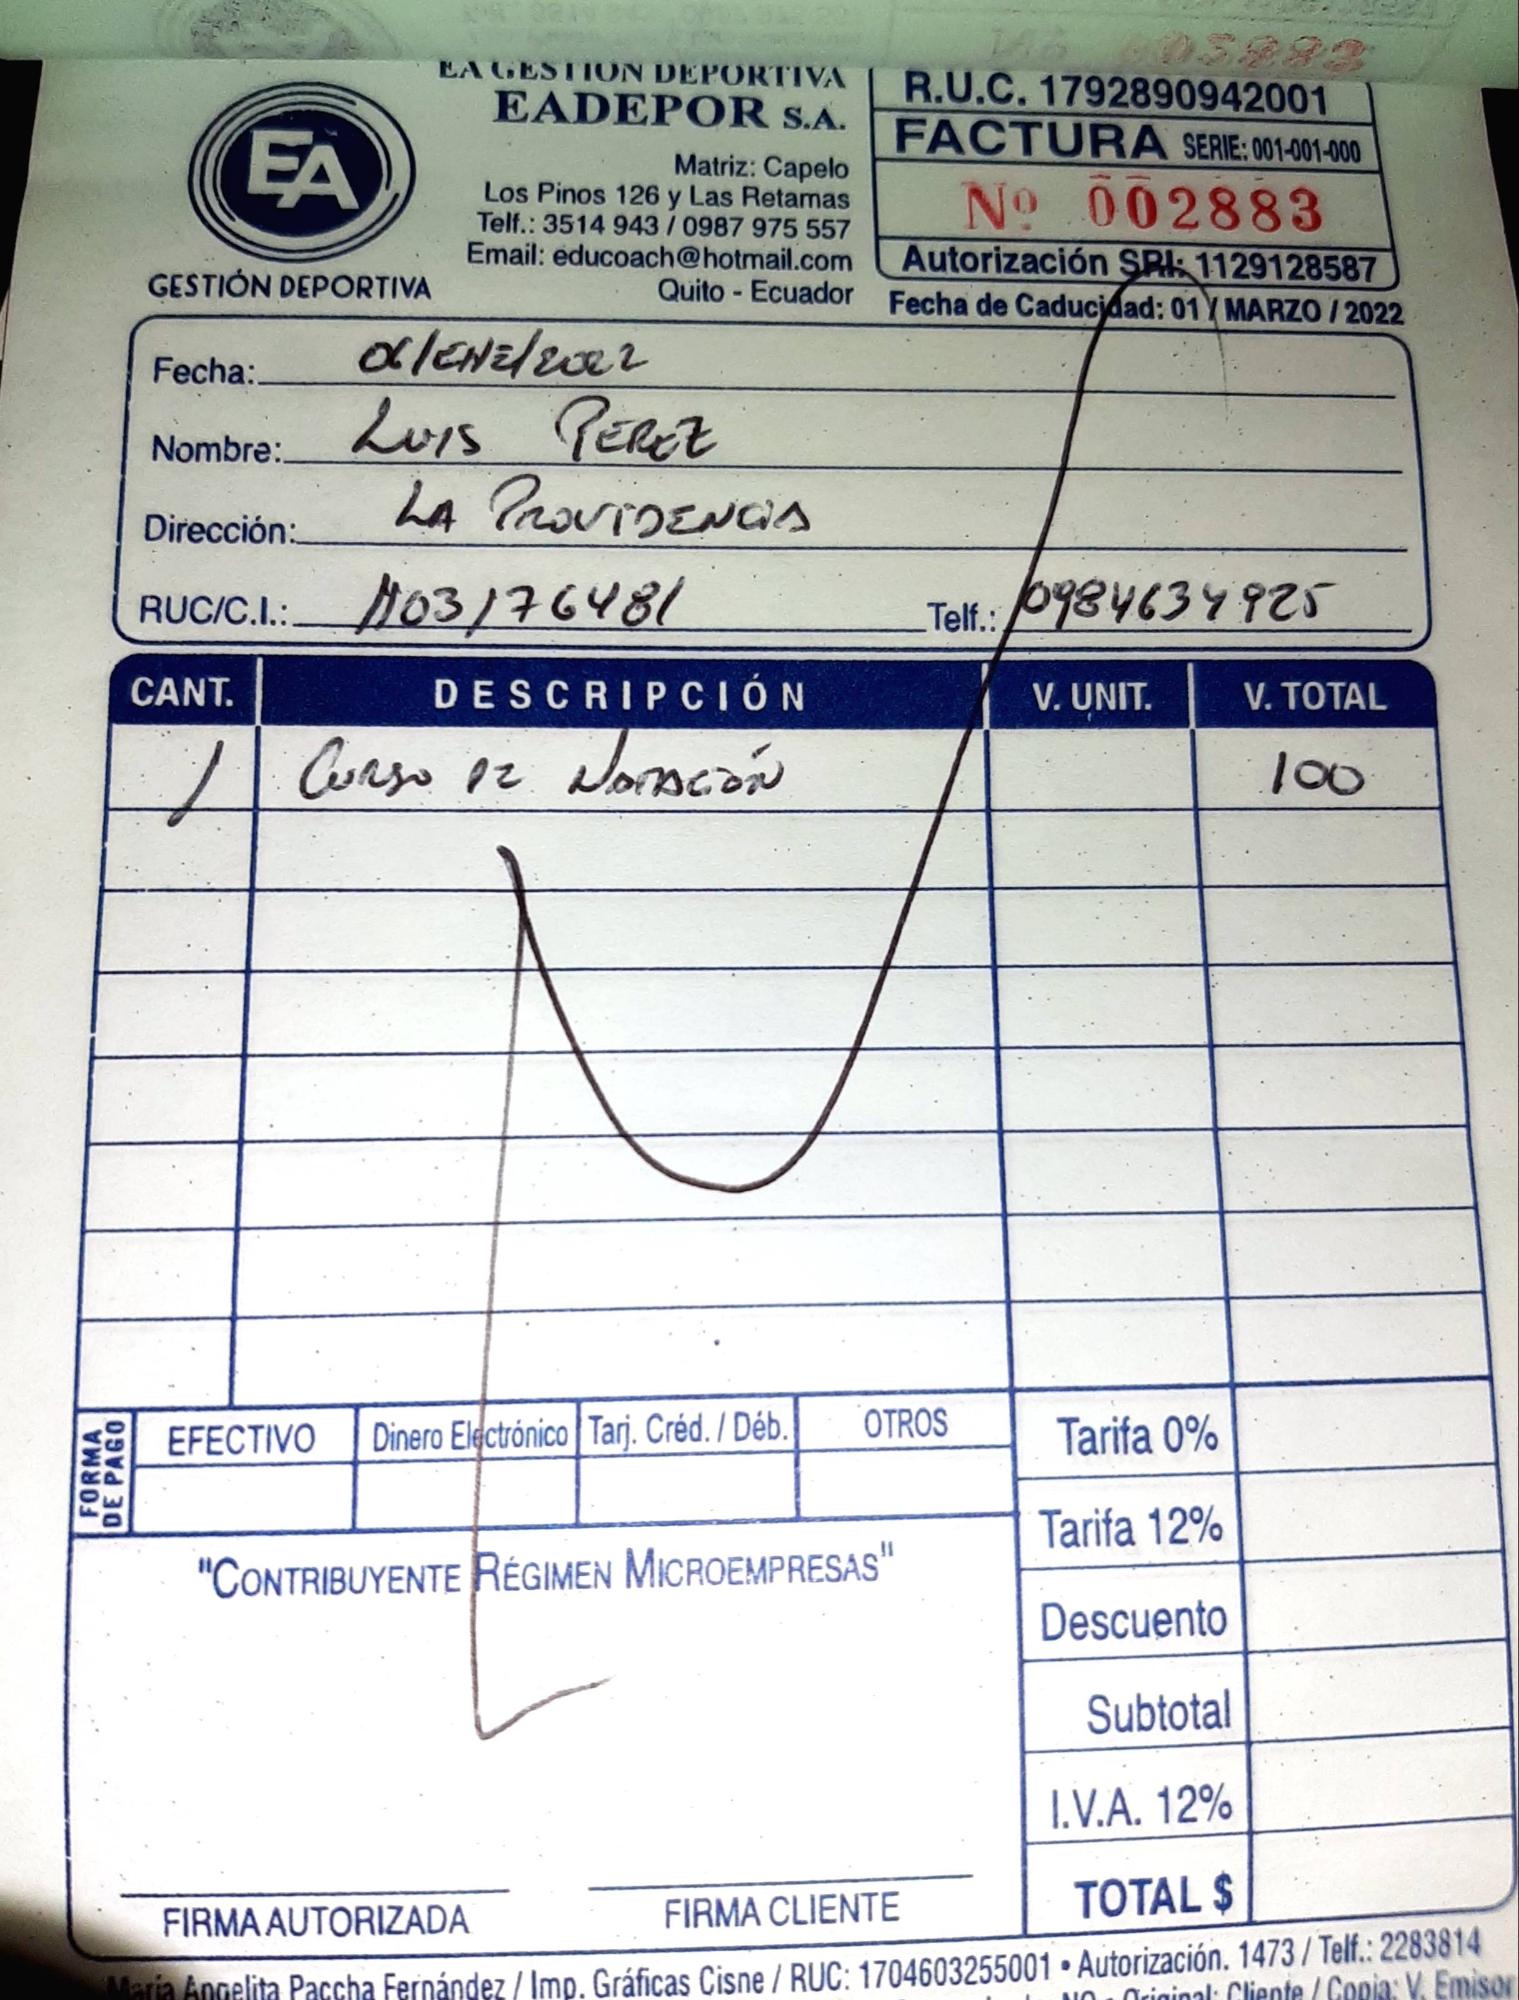 EA GESTIÓN DEPORTIVA
EADEPOR S.A.
EA
GESTIÓN DEPORTIVA
Matriz: Capelo
Los Pinos 126 y Las Retamas
Telf.: 3514 943 / 0987 975 557
Email: educoach@hotmail.com
Quito - Ecuador
R.U.C. 1792890942001
FACTURA SERIE: 001-001-000
Nº 002883
Autorización SRI: 1129128587
Fecha de Caducidad: 01 / MARZO / 2022
Fecha: 06/ENE/2022
Nombre: LUIS PEREZ
Dirección: LA PROVIDENCIA
RUC/C.I.: 1103176481 Telf.: 0984634925
CANT. DESCRIPCIÓN V. UNIT. V. TOTAL
1 CURSO DE NATACIÓN 100
FORMA DE PAGO
EFECTIVO Dinero Electrónico Tarj. Créd. / Déb. OTROS
Tarifa 0%
Tarifa 12%
"CONTRIBUYENTE RÉGIMEN MICROEMPRESAS"
Descuento
Subtotal
I.V.A. 12%
TOTAL $
FIRMA AUTORIZADA FIRMA CLIENTE
María Angelita Paccha Fernández / Imp. Gráficas Cisne / RUC: 1704603255001 • Autorización. 1473 / Telf.: 2283814
Original: Cliente / Copia: V. Emisor